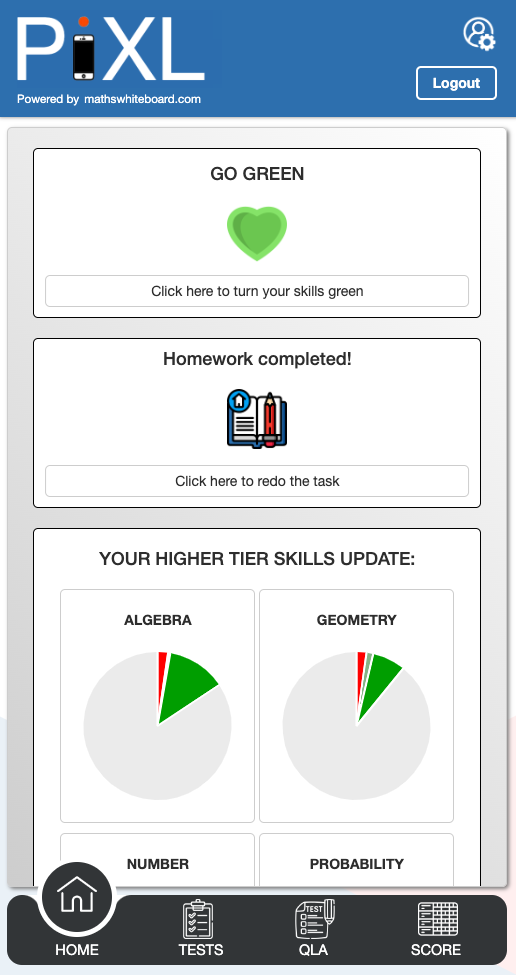 PiXL
Powered by mathswhiteboard.com
Logout
GO GREEN
Click here to turn your skills green
Homework completed!
Click here to redo the task
YOUR HIGHER TIER SKILLS UPDATE:
ALGEBRA
GEOMETRY
NUMBER
PROBABILITY
TEST
HOME
TESTS
QLA
SCORE